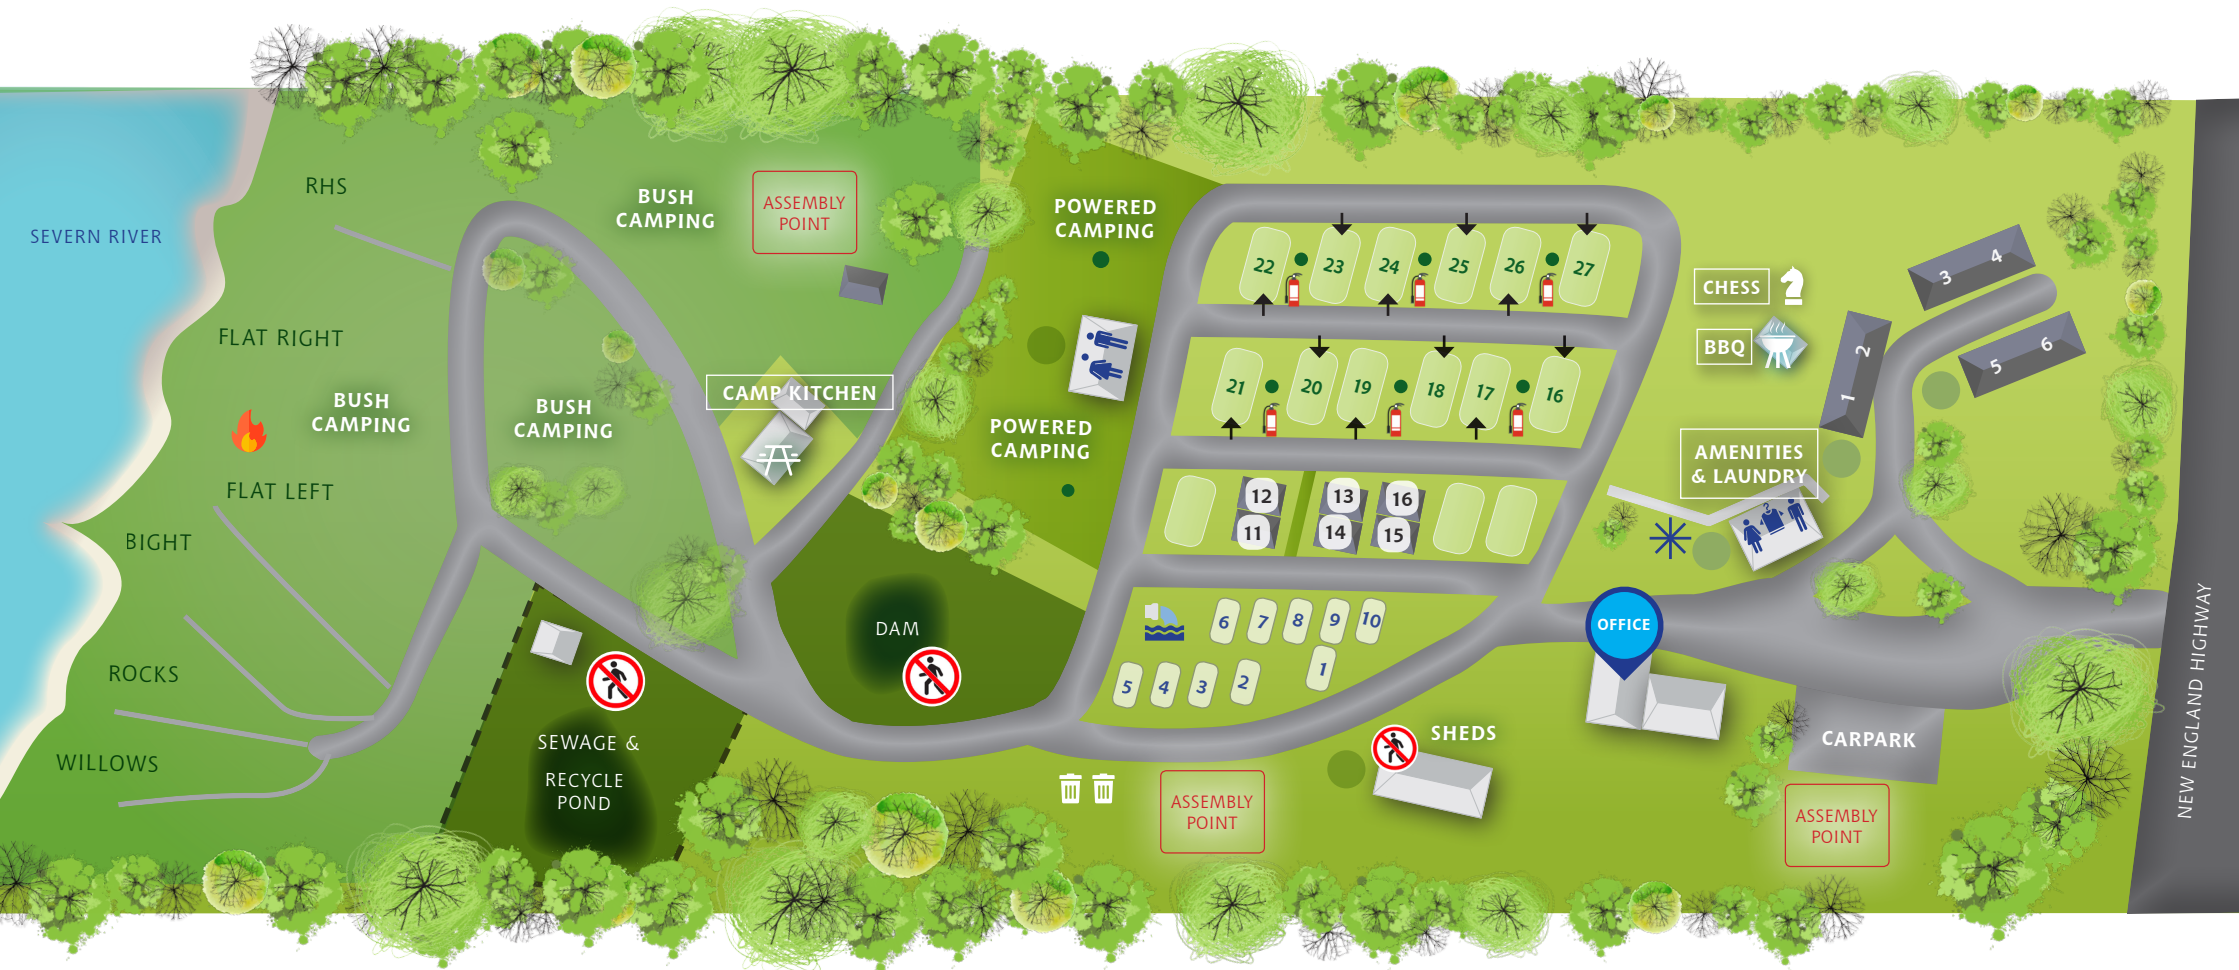 RHS
SEVERN RIVER
BUSH
CAMPING
ASSEMBLY
POINT
POWERED
CAMPING
22
23
24
25
26
27
CHESS
3
4
FLAT RIGHT
BBQ
2
1
5
6
BUSH
CAMPING
BUSH
CAMPING
CAMP KITCHEN
21
20
19
18
17
16
POWERED
CAMPING
AMENITIES
& LAUNDRY
?
FLAT LEFT
12
11
13
14
16
15
BIGHT
DAM
6
7
8
9
10
5
4
3
2
1
OFFICE
ROCKS
NEW ENGLAND HIGHWAY
SEWAGE &
RECYCLE
POND
WILLOWS
SHEDS
CARPARK
ASSEMBLY
POINT
ASSEMBLY
POINT